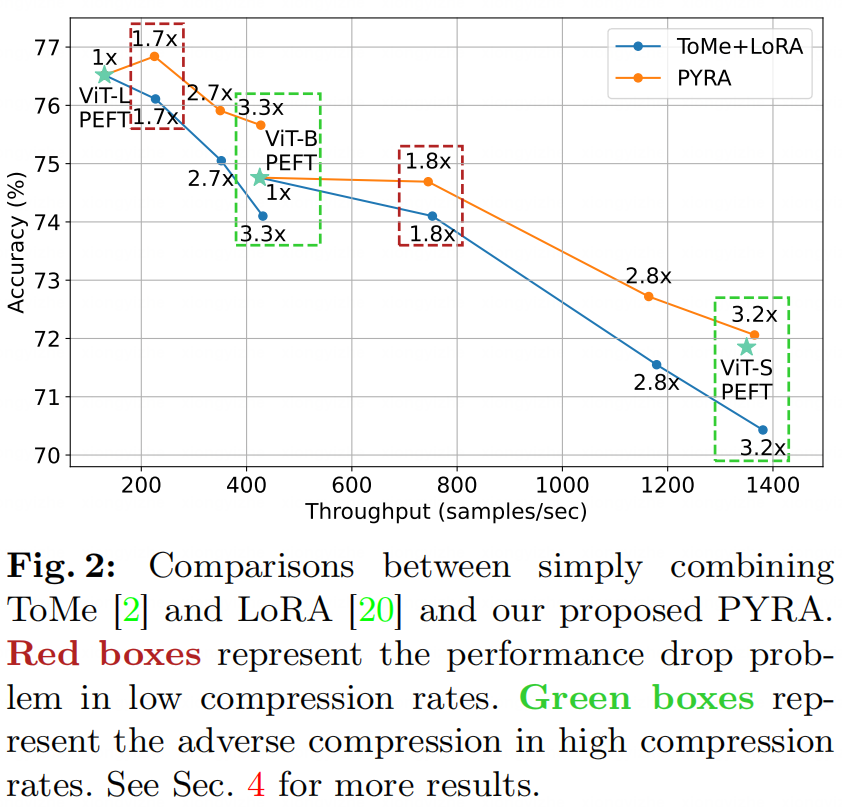 77
76
75
74
73
72
71
70
Accuracy (%)
200
400
600
800
1000
1200
1400
Throughput (samples/sec)
ToMe+LoRA
PYRA
1x
1.7x
ViT-L
PEFT
1.7x
2.7x
3.3x
ViT-B
PEFT
2.7x
1x
3.3x
1.8x
1.8x
2.8x
3.2x
ViT-S
PEFT
2.8x
3.2x
Fig. 2: Comparisons between simply combining
ToMe [2] and LoRA [20] and our proposed PYRA.
Red boxes represent the performance drop prob-
lem in low compression rates. Green boxes rep-
resent the adverse compression in high compression
rates. See Sec. 4 for more results.